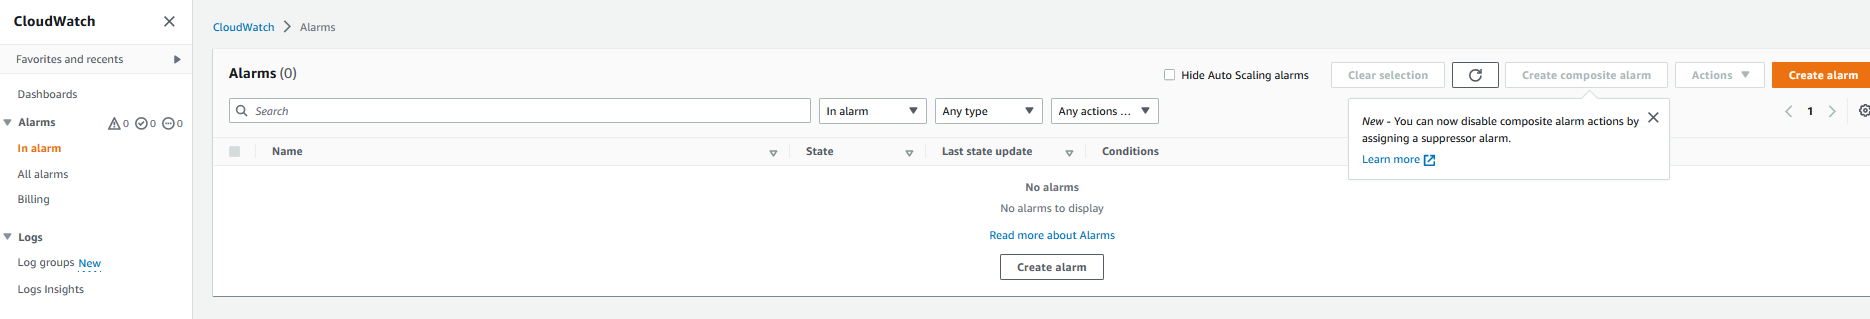 CloudWatch
Favorites and recents
Dashboards
Alarms 0 0 0
In alarm
All alarms
Billing
Logs
Log groups New
Logs Insights
CloudWatch Alarms
Alarms (0)
Hide Auto Scaling alarms
Clear selection
Create composite alarm
Actions
Create alarm
Search
In alarm
Any type
Any actions ...
1
New - You can now disable composite alarm actions by
assigning a suppressor alarm.
Learn more
Name
State
Last state update
Conditions
No alarms
No alarms to display
Read more about Alarms
Create alarm